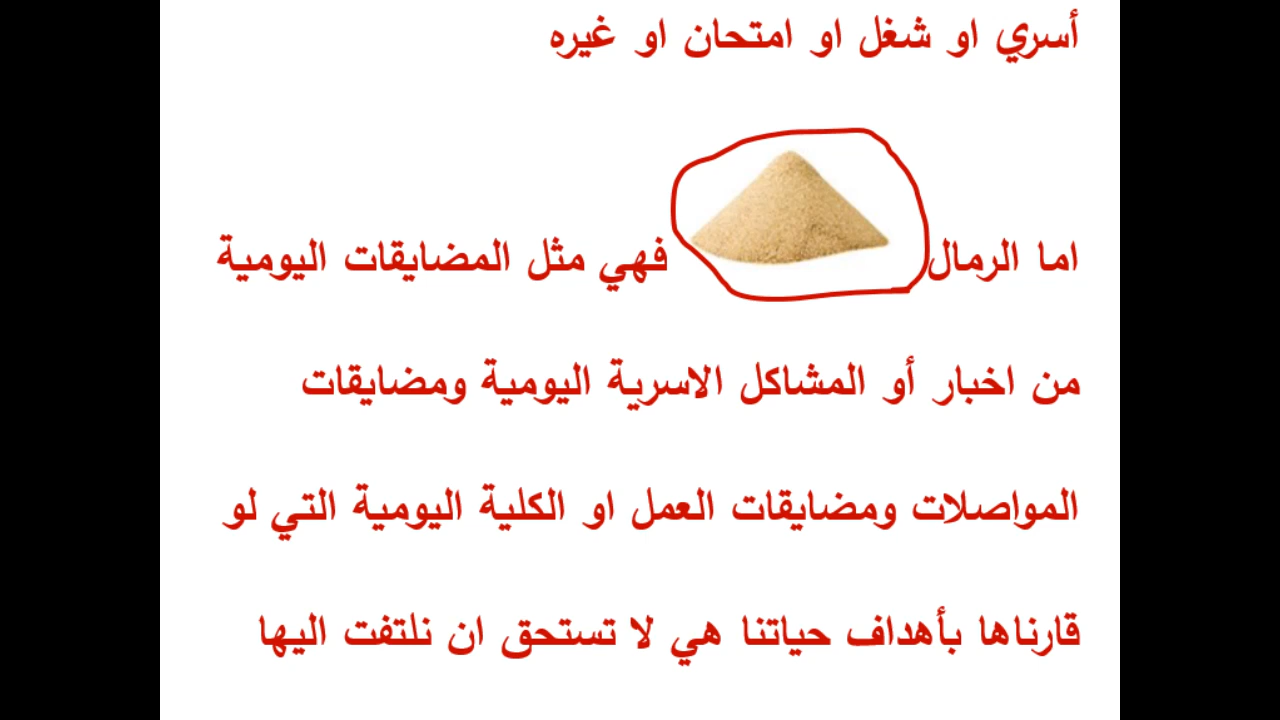 أسري او شغل او امتحان او غيره
اما الرمال فهي مثل المضايقات اليومية
من اخبار أو المشاكل الاسرية اليومية ومضايقات
المواصلات ومضايقات العمل او الكلية اليومية التي لو
قارناها بأهداف حياتنا هي لا تستحق ان نلتفت اليها